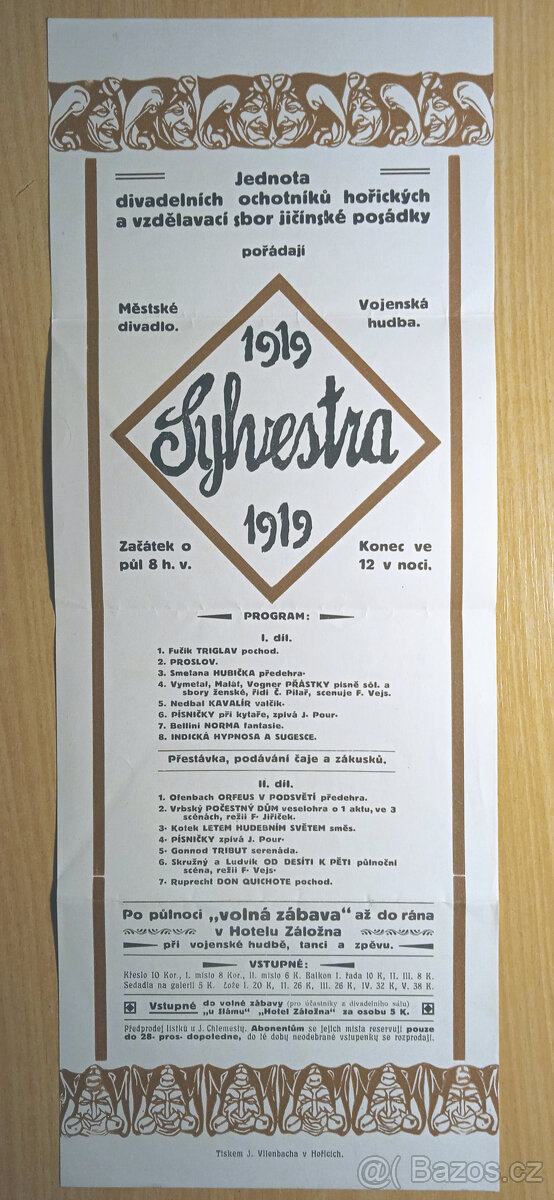 Jednota
divadelních ochotníků hořických
a vzdělavací sbor jičínské posádky
pořádají
Městské
divadlo.
Vojenská
hudba.
1919
Sylvestra
1919
Začátek o
půl 8 h. v.
Konec ve
12 v noci.
PROGRAM:
I. díl.
1. Fučík TRIGLAV pochod.
2. PROSLOV.
3. Smetana HUBIČKA předehra.
4. Vymetal, Malát, Vogner PŘÁSTKY písně sól. a
sbory ženské, řídí Č. Pilař, scenuje F. Vejs.
5. Nedbal KAVALÍR valčík.
6. PÍSNIČKY při kytaře, zpívá J. Pour.
7. Bellini NORMA fantasie.
8. INDICKÁ HYPNOSA A SUGESCE.
Přestávka, podávání čaje a zákusků.
II. díl.
1. Ofenbach ORFEUS V PODSVĚTÍ předehra.
2. Vrbský POČESTNÝ DŮM veselohra o 1 aktu, ve 3
scénách, režií F. Jiříček.
3. Kotek LETEM HUDEBNÍM SVĚTEM směs.
4. PÍSNIČKY zpívá J. Pour.
5. Gonnod TRIBUT serenáda.
6. Skružný a Ludvík OD DESÍTI K PĚTI půlnoční
scéna, režií F. Vejs.
7. Ruprecht DON QUICHOTE pochod.
Po půlnoci „volná zábava" až do rána
v Hotelu Záložna
při vojenské hudbě, tanci a zpěvu.
VSTUPNÉ:
Křeslo 10 Kor., I. místo 8 Kor., II. místo 6 K. Balkon I. řada 10 K, II. III. 8 K.
Sedadla na galerii 5 K. Lóže I. 20 K, II. 26 K, III. 26 K, IV. 32 K, V. 38 K.
Vstupné do volné zábavy (pro účastníky z divadelního sálu)
„u Slámů" „Hotel Záložna" za osobu 5 K.
Předprodej lístků u J. Chlemešty. Abonentům se jejich místa reservují pouze
do 28. pros. dopoledne, do té doby neodebrané vstupenky se rozprodají.
Tiskem J. Vilenbacha v Hořicích.
@( Bazos.cz